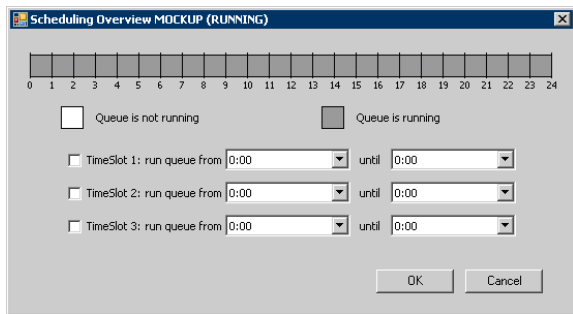 Scheduling Overview MOCKUP (RUNNING)
0 1 2 3 4 5 6 7 8 9 10 11 12 13 14 15 16 17 18 19 20 21 22 23 24
Queue is not running Queue is running
TimeSlot 1: run queue from 0:00 until 0:00
TimeSlot 2: run queue from 0:00 until 0:00
TimeSlot 3: run queue from 0:00 until 0:00
OK Cancel